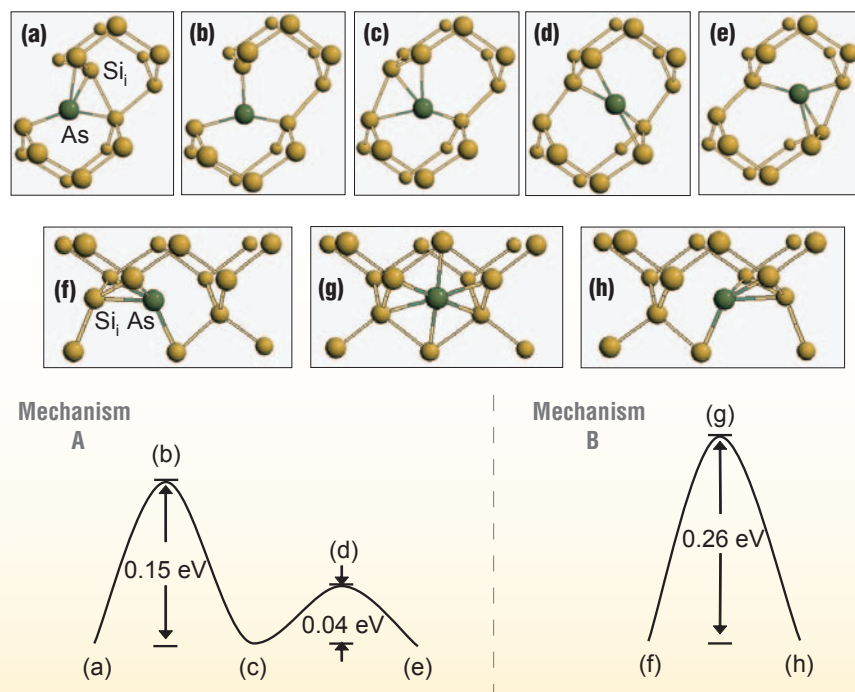 (a)
Si_i
As
(b)
(c)
(d)
(e)
(f)
Si_i As
(g)
(h)
Mechanism
A
(b)
0.15 eV
(d)
0.04 eV
(a)
(c)
(e)
Mechanism
B
(g)
0.26 eV
(f)
(h)